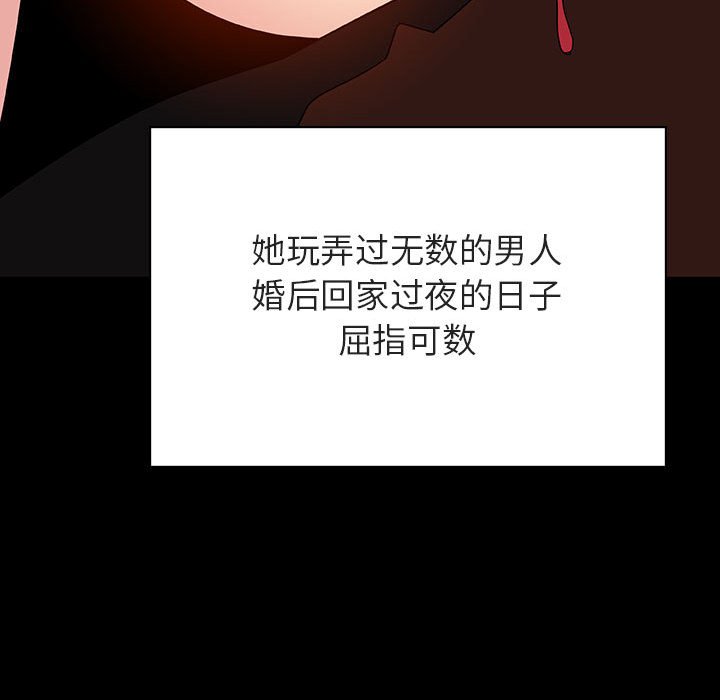 她玩弄过无数的男人
婚后回家过夜的日子
屈指可数